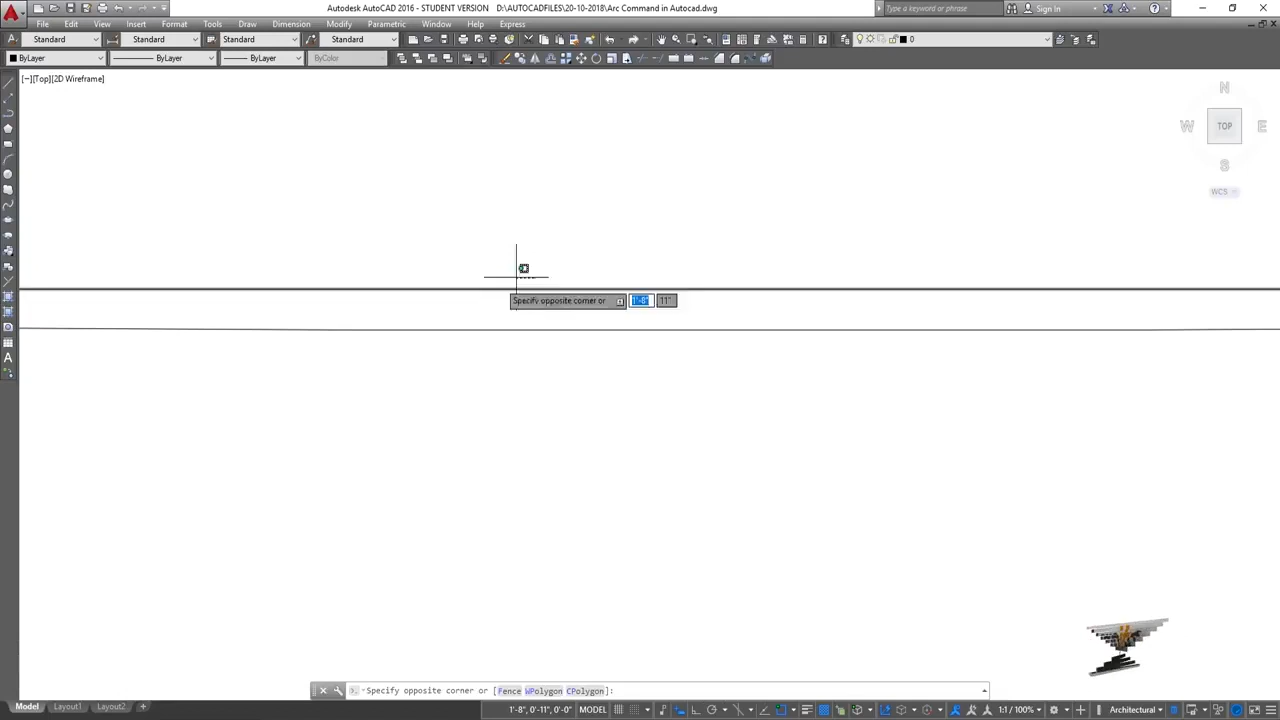 Autodesk AutoCAD 2016 - STUDENT VERSION D:\AUTOCADFILES\20-10-2018\Arc Command in Autocad.dwg
Type a keyword or phrase
Sign In
File Edit View Insert Format Tools Draw Dimension Modify Parametric Window Help Express
Standard Standard Standard Standard 0
ByLayer ByLayer ByLayer ByColor
[−][Top][2D Wireframe]
N
W TOP E
S
WCS
Specify opposite corner or 1'-8" 11"
Specify opposite corner or [Fence WPolygon CPolygon]:
Model Layout1 Layout2 +
1'-8", 0'-11", 0'-0" MODEL 1:1 / 100% Architectural